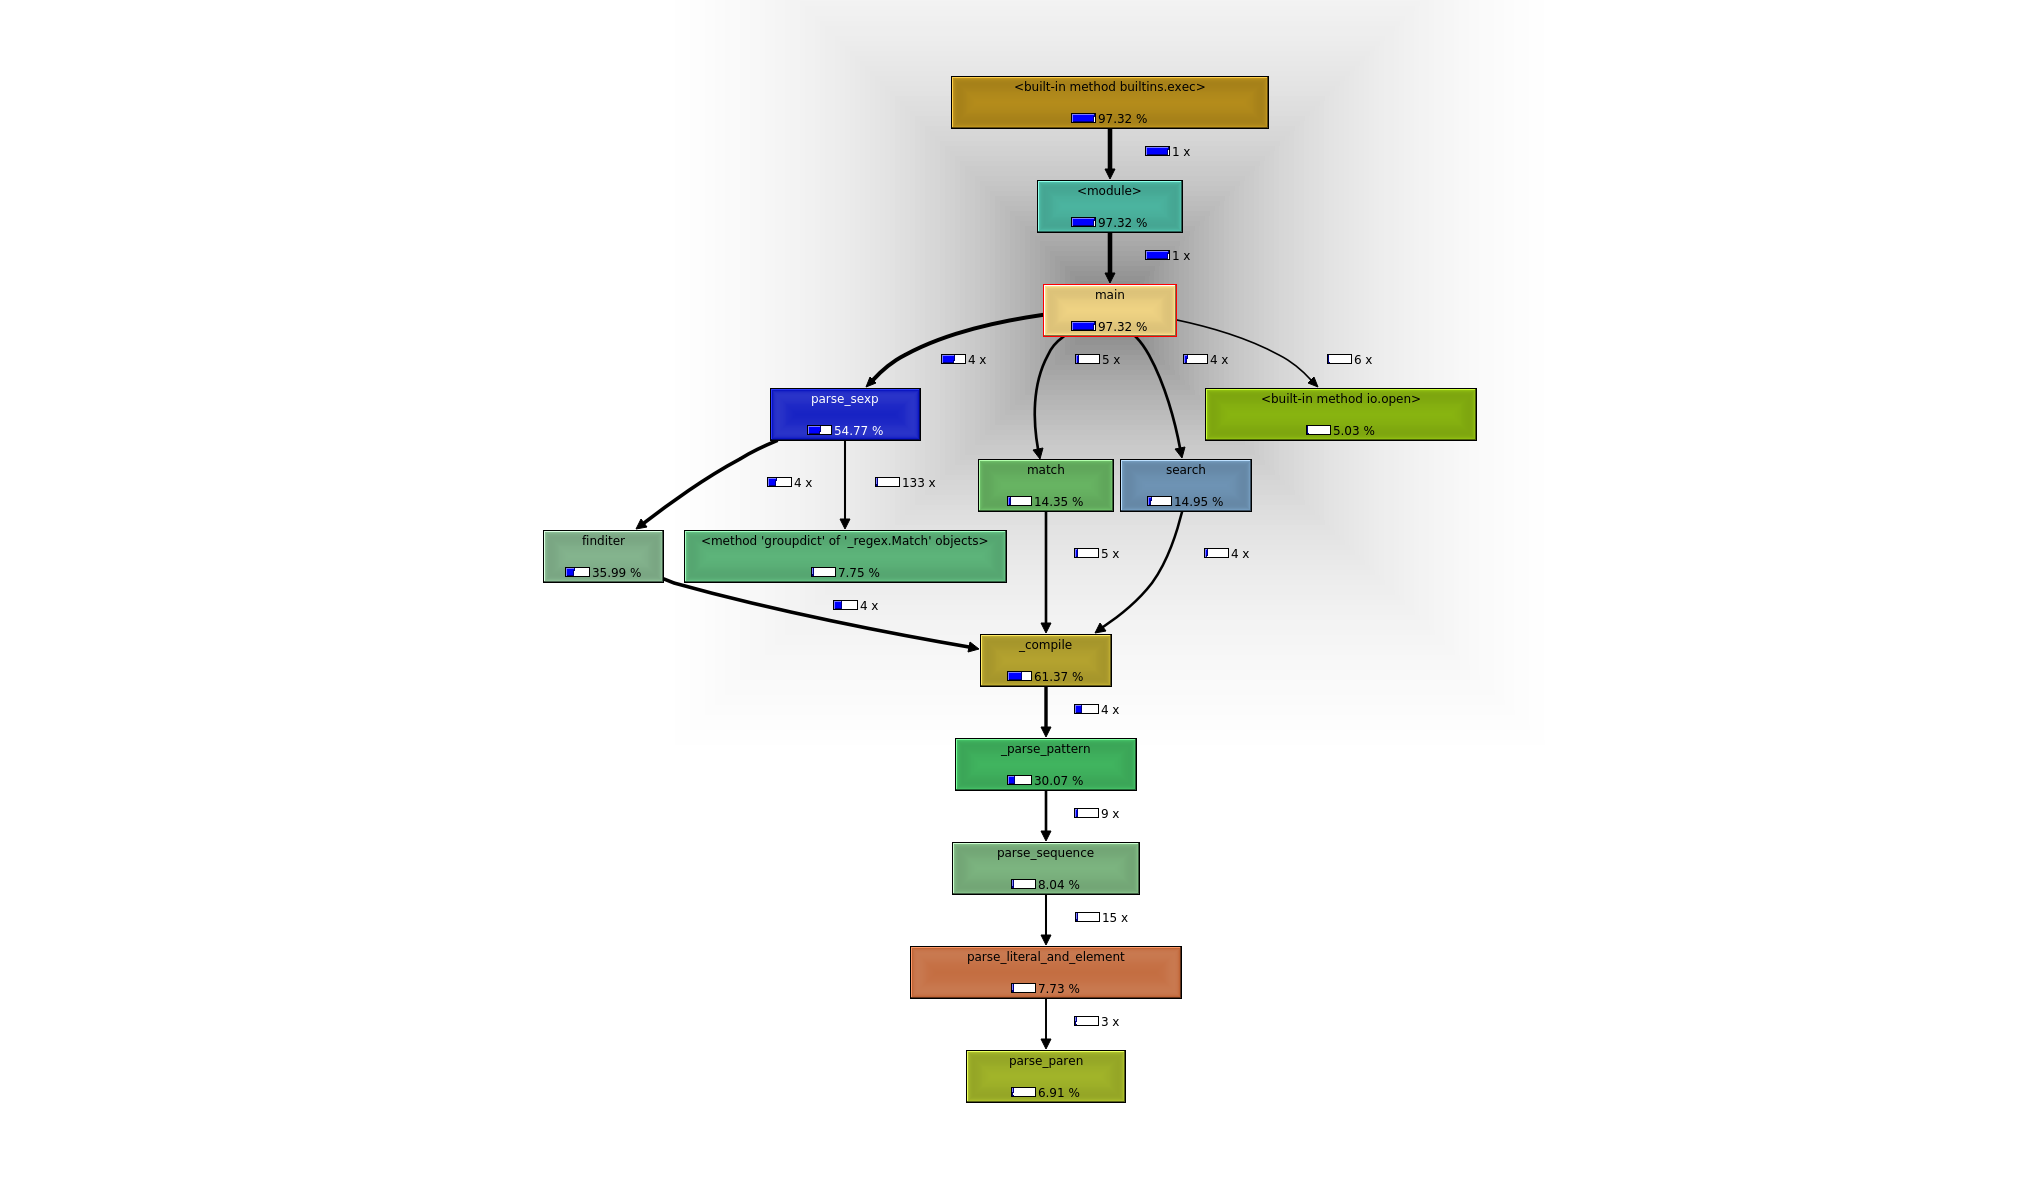 <built-in method builtins.exec>
97.32 %
1 x
<module>
97.32 %
1 x
main
97.32 %
4 x
5 x
4 x
6 x
parse_sexp
54.77 %
<built-in method io.open>
5.03 %
match
14.35 %
search
14.95 %
4 x
133 x
finditer
35.99 %
<method 'groupdict' of '_regex.Match' objects>
7.75 %
5 x
4 x
4 x
_compile
61.37 %
4 x
_parse_pattern
30.07 %
9 x
parse_sequence
8.04 %
15 x
parse_literal_and_element
7.73 %
3 x
parse_paren
6.91 %